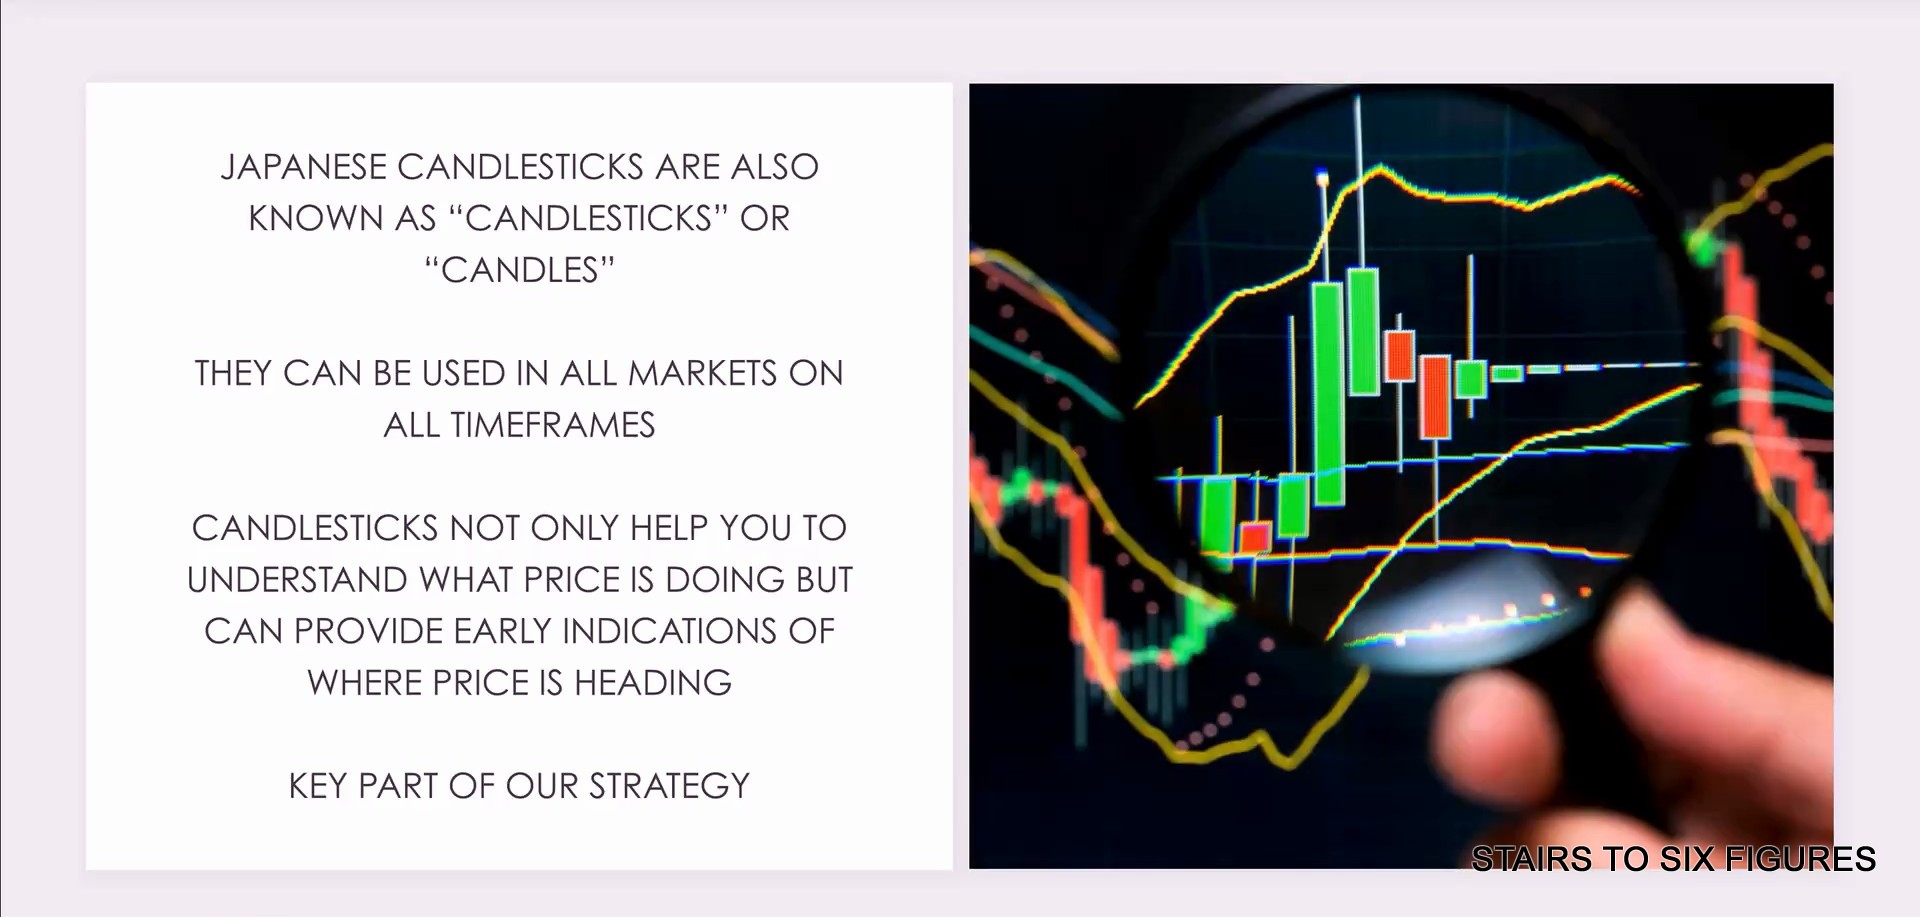 JAPANESE CANDLESTICKS ARE ALSO
KNOWN AS “CANDLESTICKS” OR
“CANDLES”
THEY CAN BE USED IN ALL MARKETS ON
ALL TIMEFRAMES
CANDLESTICKS NOT ONLY HELP YOU TO
UNDERSTAND WHAT PRICE IS DOING BUT
CAN PROVIDE EARLY INDICATIONS OF
WHERE PRICE IS HEADING
KEY PART OF OUR STRATEGY
STAIRS TO SIX FIGURES